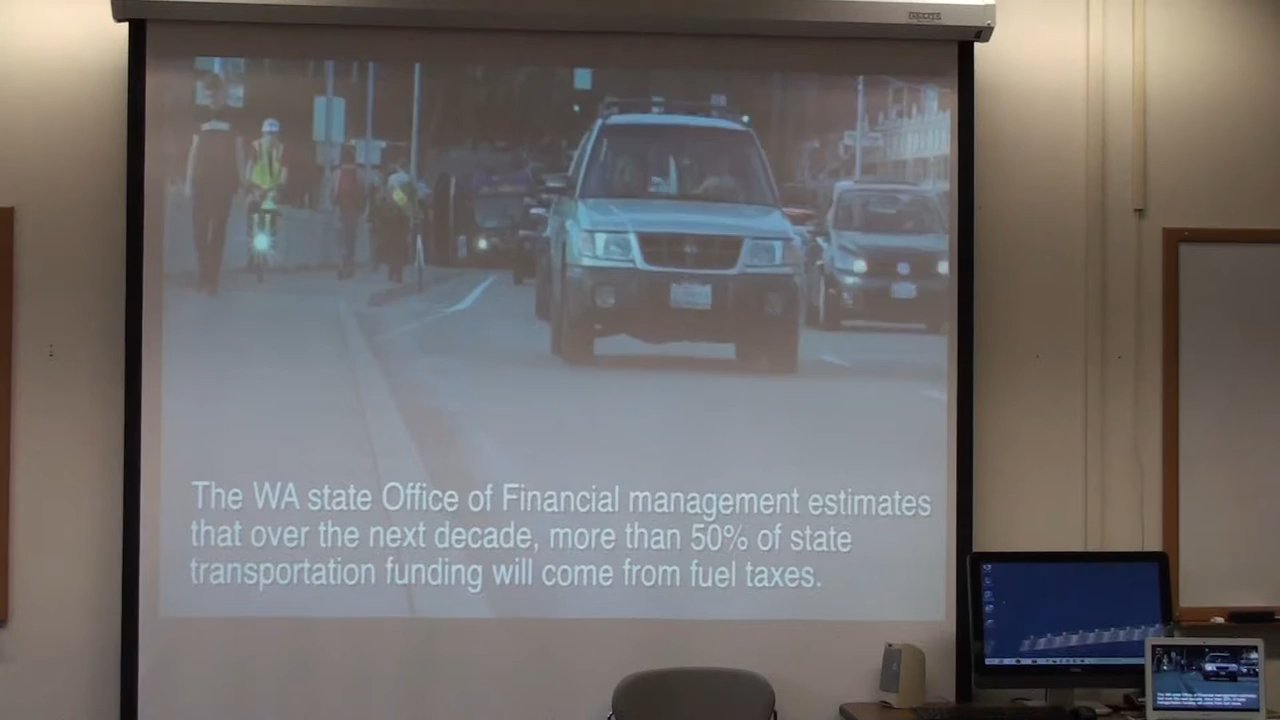 The WA state Office of Financial management estimates
that over the next decade, more than 50% of state
transportation funding will come from fuel taxes.